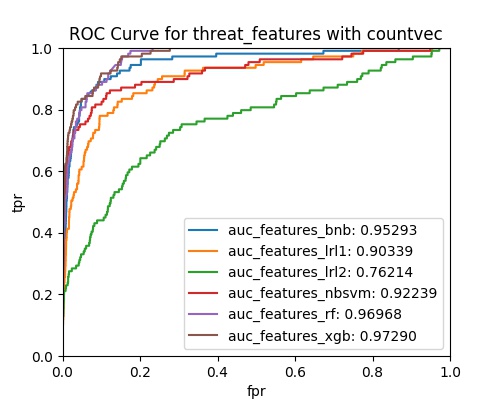 ROC Curve for threat_features with countvec
1.0
0.8
0.6
0.4
0.2
0.0
tpr
auc_features_bnb: 0.95293
auc_features_lrl1: 0.90339
auc_features_lrl2: 0.76214
auc_features_nbsvm: 0.92239
auc_features_rf: 0.96968
auc_features_xgb: 0.97290
0.0 0.2 0.4 0.6 0.8 1.0
fpr